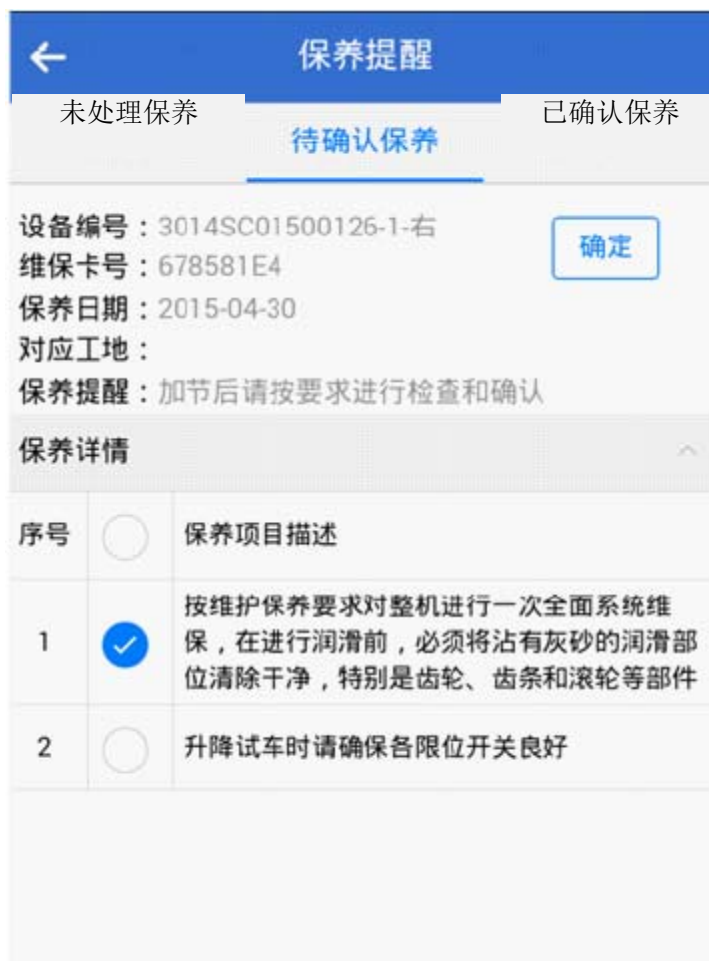 保养提醒
未处理保养
待确认保养
已确认保养
设备编号：3014SC01500126-1-右
确定
维保卡号：678581E4
保养日期：2015-04-30
对应工地：
保养提醒：加节后请按要求进行检查和确认
保养详情
序号 保养项目描述
1 按维护保养要求对整机进行一次全面系统维
保，在进行润滑前，必须将沾有灰砂的润滑部
位清除干净，特别是齿轮、齿条和滚轮等部件
2 升降试车时请确保各限位开关良好